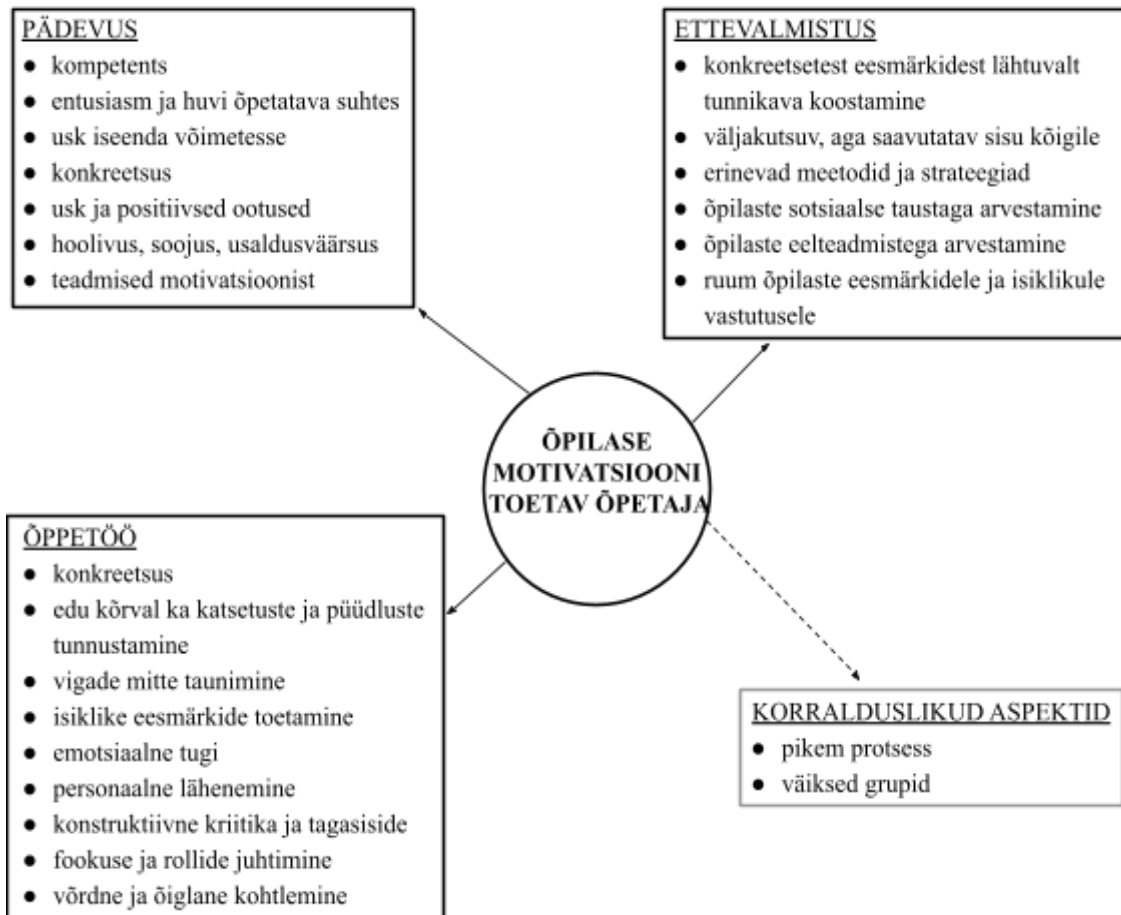 PÄDEVUS
● kompetents
● entusiasm ja huvi õpetatava suhtes
● usk iseenda võimetesse
● konkreetsus
● usk ja positiivsed ootused
● hoolivus, soojus, usaldusväärsus
● teadmised motivatsioonist
ETTEVALMISTUS
● konkreetsetest eesmärkidest lähtuvalt
tunnikava koostamine
● väljakutsuv, aga saavutatav sisu kõigile
● erinevad meetodid ja strateegiad
● õpilaste sotsiaalse taustaga arvestamine
● õpilaste eelteadmistega arvestamine
● ruum õpilaste eesmärkidele ja isiklikule
vastutusele
ÕPILASE
MOTIVATSIOONI
TOETAV ÕPETAJA
ÕPPETÖÖ
● konkreetsus
● edu kõrval ka katsetuste ja püüdluste
tunnustamine
● vigade mitte taunimine
● isiklike eesmärkide toetamine
● emotsiaalne tugi
● personaalne lähenemine
● konstruktiivne kriitika ja tagasiside
● fookuse ja rollide juhtimine
● võrdne ja õiglane kohtlemine
KORRALDUSLIKUD ASPEKTID
● pikem protsess
● väiksed grupid